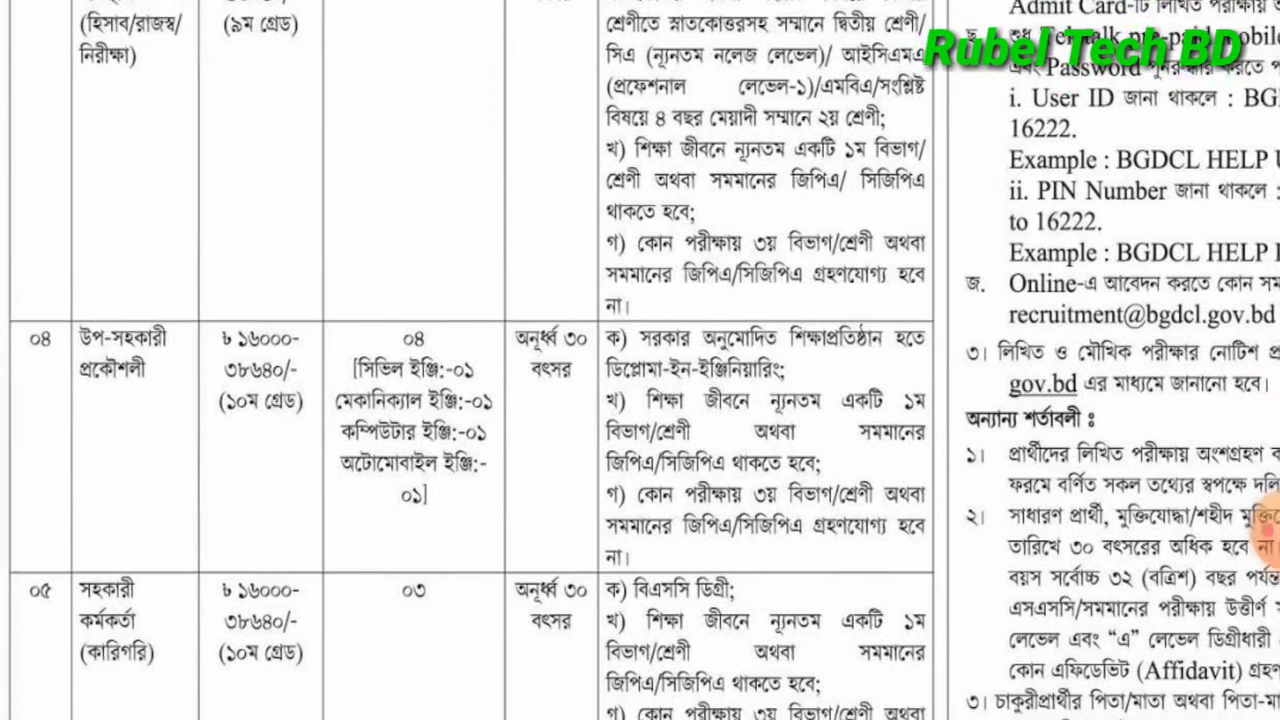 (হিসাব/রাজস্ব/
নিরীক্ষা)
(৯ম গ্রেড)
শ্রেণীতে স্নাতকোত্তরসহ সম্মানে দ্বিতীয় শ্রেণী/
সিএ (ন্যূনতম নলেজ লেভেল)/ আইসিএমএ
(প্রফেশনাল লেভেল-১)/এমবিএ/সংশ্লিষ্ট
বিষয়ে ৪ বছর মেয়াদী সম্মানে ২য় শ্রেণী;
খ) শিক্ষা জীবনে ন্যূনতম একটি ১ম বিভাগ/
শ্রেণী অথবা সমমানের জিপিএ/ সিজিপিএ
থাকতে হবে;
গ) কোন পরীক্ষায় ৩য় বিভাগ/শ্রেণী অথবা
সমমানের জিপিএ/সিজিপিএ গ্রহণযোগ্য হবে
না।
০৪
উপ-সহকারী
প্রকৌশলী
৳ ১৬০০০-
৩৮৬৪০/-
(১০ম গ্রেড)
০৪
[সিভিল ইঞ্জি:-০১
মেকানিক্যাল ইঞ্জি:-০১
কম্পিউটার ইঞ্জি:-০১
অটোমোবাইল ইঞ্জি:-
০১]
অনূর্ধ্ব ৩০
বৎসর
ক) সরকার অনুমোদিত শিক্ষাপ্রতিষ্ঠান হতে
ডিপ্লোমা-ইন-ইঞ্জিনিয়ারিং;
খ) শিক্ষা জীবনে ন্যূনতম একটি ১ম
বিভাগ/শ্রেণী অথবা সমমানের
জিপিএ/সিজিপিএ থাকতে হবে;
গ) কোন পরীক্ষায় ৩য় বিভাগ/শ্রেণী অথবা
সমমানের জিপিএ/সিজিপিএ গ্রহণযোগ্য হবে
না।
০৫
সহকারী
কর্মকর্তা
(কারিগরি)
৳ ১৬০০০-
৩৮৬৪০/-
(১০ম গ্রেড)
০৩
অনূর্ধ্ব ৩০
বৎসর
ক) বিএসসি ডিগ্রী;
খ) শিক্ষা জীবনে ন্যূনতম একটি ১ম
বিভাগ/শ্রেণী অথবা সমমানের
জিপিএ/সিজিপিএ থাকতে হবে;
গ) কোন পরীক্ষায় ৩য় বিভাগ/শ্রেণী অথবা
Admit Card-টি লিখিত পরীক্ষায়
Rubel Tech BD
ছ. শুধু Teletalk pre-paid mobile
এবং Password পুনরুদ্ধার করতে
i. User ID জানা থাকলে :
16222.
Example : BGDCL HELP
ii. PIN Number জানা থাকলে :
to 16222.
Example : BGDCL HELP
জ. Online-এ আবেদন করতে কোন
recruitment@bgdcl.gov.bd
৩। লিখিত ও মৌখিক পরীক্ষার নোটিশ
gov.bd এর মাধ্যমে জানানো হবে।
অন্যান্য শর্তাবলী :
১। প্রার্থীদের লিখিত পরীক্ষায় অংশগ্রহণ
ফরমে বর্ণিত সকল তথ্যের স্বপক্ষে
২। সাধারণ প্রার্থী, মুক্তিযোদ্ধা/শহীদ
তারিখে ৩০ বৎসরের অধিক হবে না।
বয়স সর্বোচ্চ ৩২ (বত্রিশ) বছর
এসএসসি/সমমানের পরীক্ষায় উত্তীর্ণ
লেভেল এবং “এ” লেভেল ডিগ্রীধারী
কোন এফিডেভিট (Affidavit)
৩। চাকুরীপ্রার্থীর পিতা/মাতা অথবা